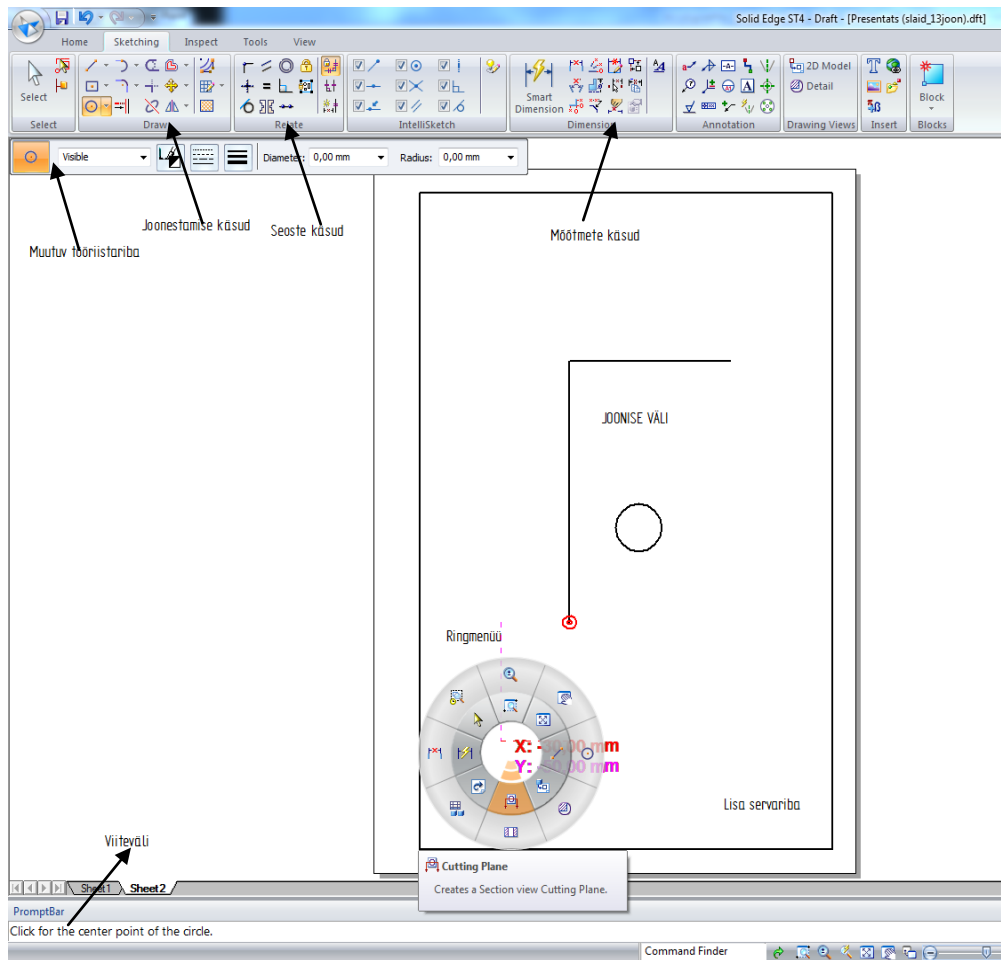 Solid Edge ST4 - Draft - [Presentats (slaid_13joon).dft]
Home Sketching Inspect Tools View
Select
Smart Dimension
2D Model
Detail
Block
Select Draw Relate IntelliSketch Dimension Annotation Drawing Views Insert Blocks
Visible Diameter: 0,00 mm Radius: 0,00 mm
Joonestamise käsud
Seoste käsud
Mõõtmete käsud
Muutuv tööriistariba
JOONISE VÄLI
Ringmenüü
X: -30,00 mm
Lisa servariba
Viiteväli
Cutting Plane
Creates a Section view Cutting Plane.
Sheet1 Sheet2
PromptBar
Click for the center point of the circle.
Command Finder